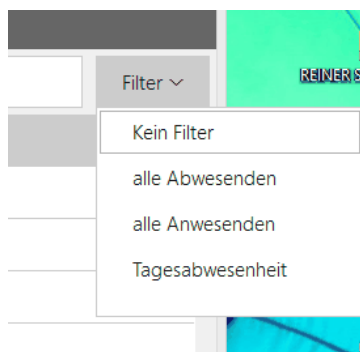 Filter
REINER S
Kein Filter
alle Abwesenden
alle Anwesenden
Tagesabwesenheit